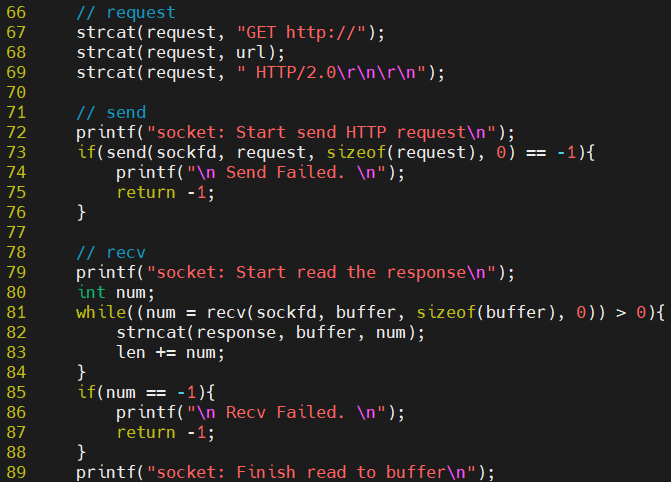 66     // request
67     strcat(request, "GET http://");
68     strcat(request, url);
69     strcat(request, " HTTP/2.0\r\n\r\n");
70
71     // send
72     printf("socket: Start send HTTP request\n");
73     if(send(sockfd, request, sizeof(request), 0) == -1){
74         printf("\n Send Failed. \n");
75         return -1;
76     }
77
78     // recv
79     printf("socket: Start read the response\n");
80     int num;
81     while((num = recv(sockfd, buffer, sizeof(buffer), 0)) > 0){
82         strncat(response, buffer, num);
83         len += num;
84     }
85     if(num == -1){
86         printf("\n Recv Failed. \n");
87         return -1;
88     }
89     printf("socket: Finish read to buffer\n");